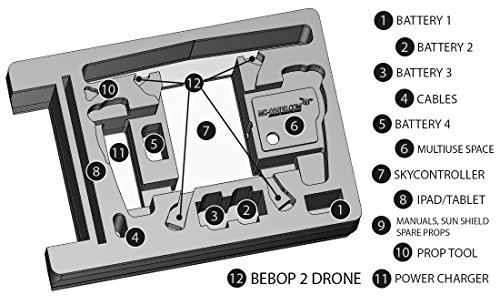 1 BATTERY 1
2 BATTERY 2
3 BATTERY 3
4 CABLES
5 BATTERY 4
6 MULTIUSE SPACE
7 SKYCONTROLLER
8 IPAD/TABLET
9 MANUALS, SUN SHIELD
SPARE PROPS
10 PROP TOOL
11 POWER CHARGER
12 BEBOP 2 DRONE
10
12
11
5
7
6
8
4
3
2
1